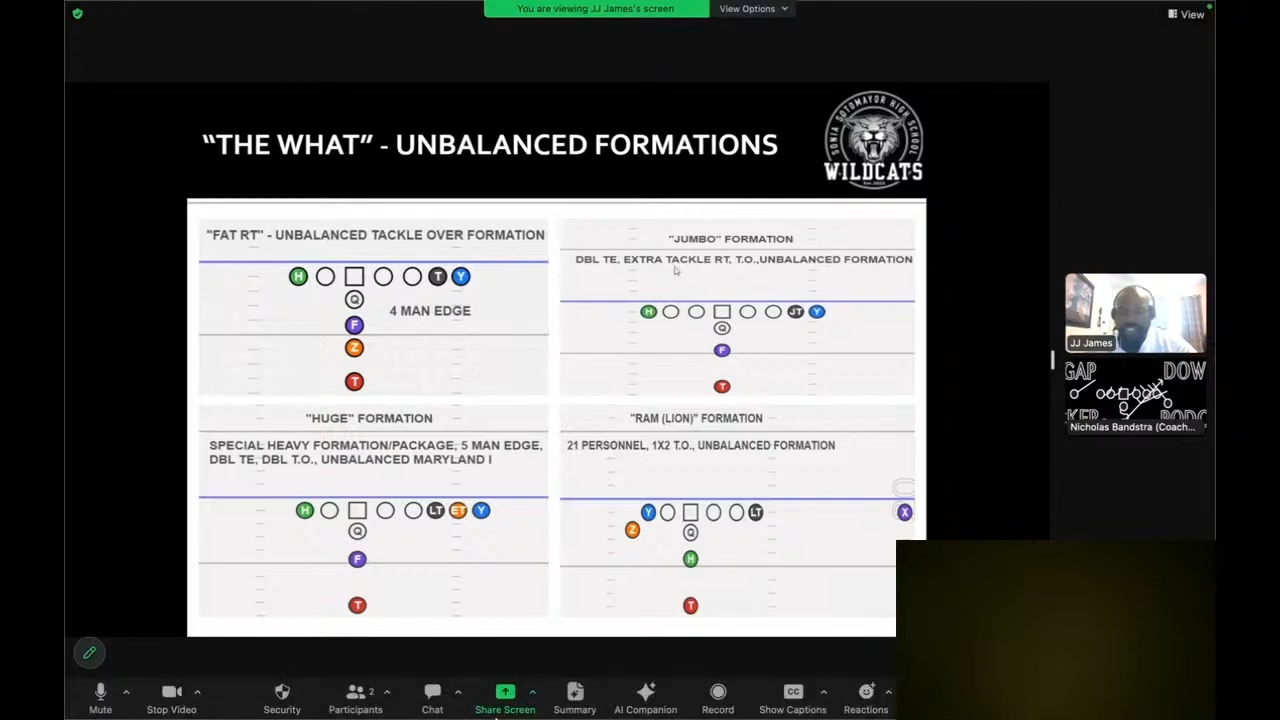 You are viewing JJ James's screen
View Options
View
"THE WHAT" - UNBALANCED FORMATIONS
SONIA SOTOMAYOR HIGH SCHOOL
WILDCATS
"FAT RT" - UNBALANCED TACKLE OVER FORMATION
H T Y
Q
4 MAN EDGE
F
Z
T
"JUMBO" FORMATION
DBL TE, EXTRA TACKLE RT, T.O.,UNBALANCED FORMATION
H JT Y
Q
F
T
"HUGE" FORMATION
SPECIAL HEAVY FORMATION/PACKAGE, 5 MAN EDGE,
DBL TE, DBL T.O., UNBALANCED MARYLAND I
H LT ET Y
Q
F
T
"RAM (LION)" FORMATION
21 PERSONNEL, 1X2 T.O., UNBALANCED FORMATION
Y LT X
Z
Q
H
T
JJ James
GAP DOW
Nicholas Bandstra (Coach...
Mute
Stop Video
Security
2
Participants
Chat
Share Screen
Summary
AI Companion
Record
CC
Show Captions
Reactions